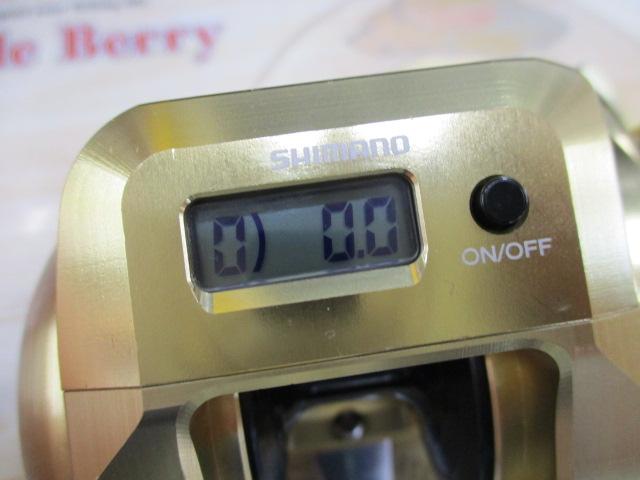 le Berry
SHIMANO
0) 0.0
ON/OFF